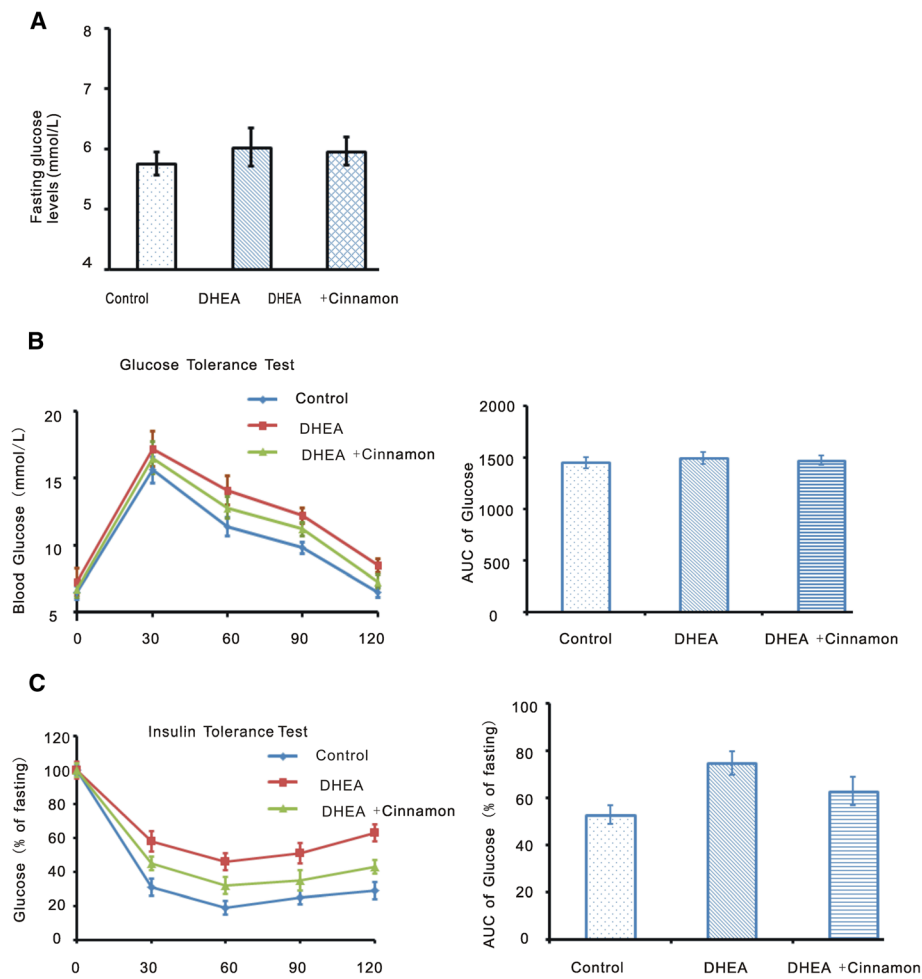 A
8
7
6
5
4
Fasting glucose
levels (mmol/L)
Control DHEA DHEA +Cinnamon
B
Glucose Tolerance Test
Control
DHEA
DHEA +Cinnamon
20
15
10
5
Blood Glucose (mmol/L)
0 30 60 90 120
2000
1500
1000
500
0
AUC of Glucose
Control DHEA DHEA +Cinnamon
C
Insulin Tolerance Test
Control
DHEA
DHEA +Cinnamon
120
100
80
60
40
20
0
Glucose (% of fasting)
0 30 60 90 120
100
80
60
40
20
0
AUC of Glucose (% of fasting)
Control DHEA DHEA +Cinnamon